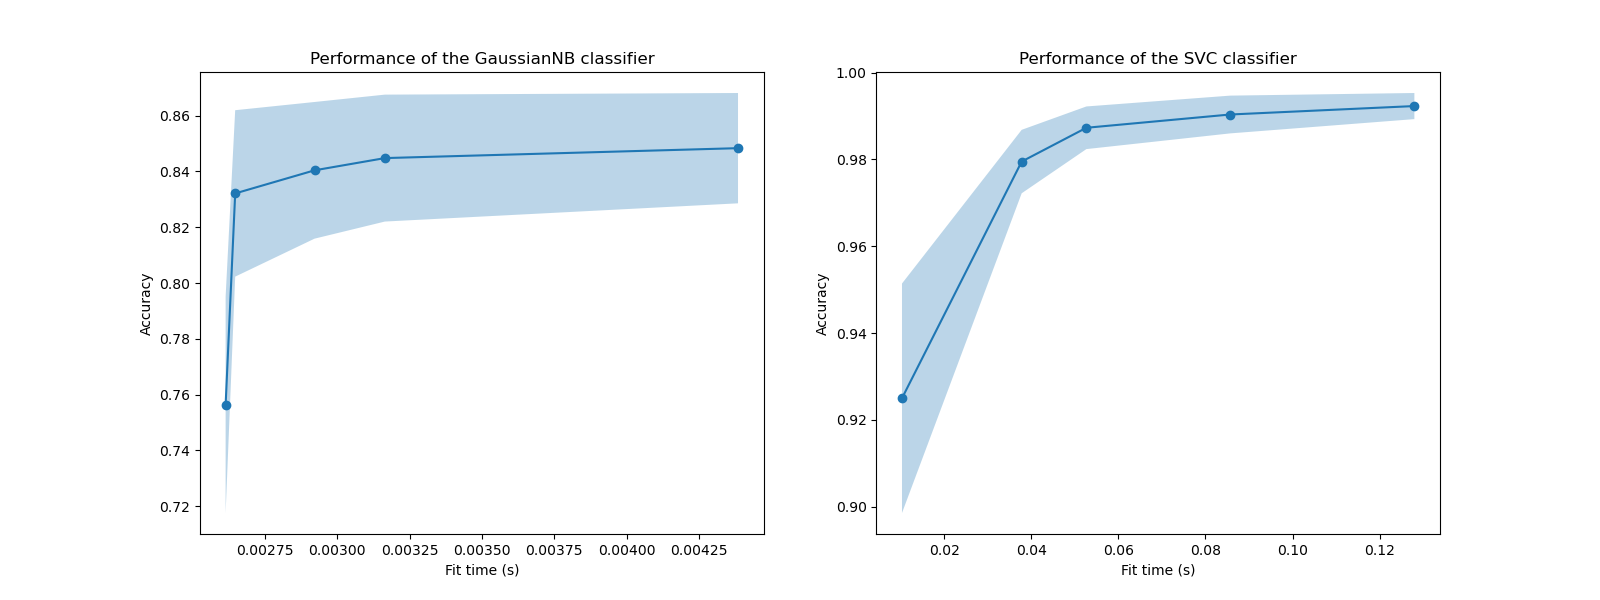 Performance of the GaussianNB classifier
Accuracy
0.86
0.84
0.82
0.80
0.78
0.76
0.74
0.72
0.00275 0.00300 0.00325 0.00350 0.00375 0.00400 0.00425
Fit time (s)
Performance of the SVC classifier
Accuracy
1.00
0.98
0.96
0.94
0.92
0.90
0.02 0.04 0.06 0.08 0.10 0.12
Fit time (s)